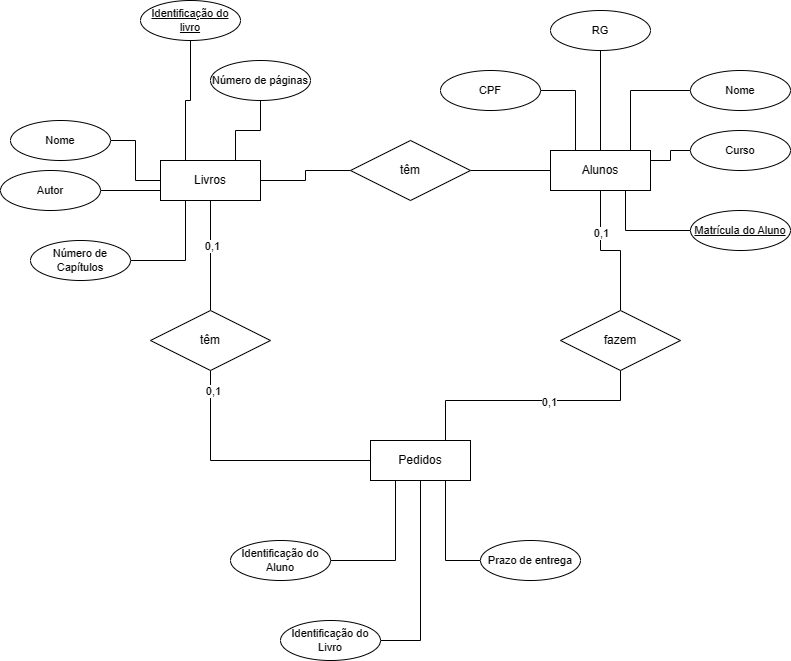 Identificação do
livro
RG
Número de páginas
CPF
Nome
Nome
Curso
Livros
têm
Alunos
Autor
Matrícula do Aluno
0,1
0,1
Número de
Capítulos
têm
fazem
0,1
0,1
Pedidos
Identificação do
Aluno
Prazo de entrega
Identificação do
Livro